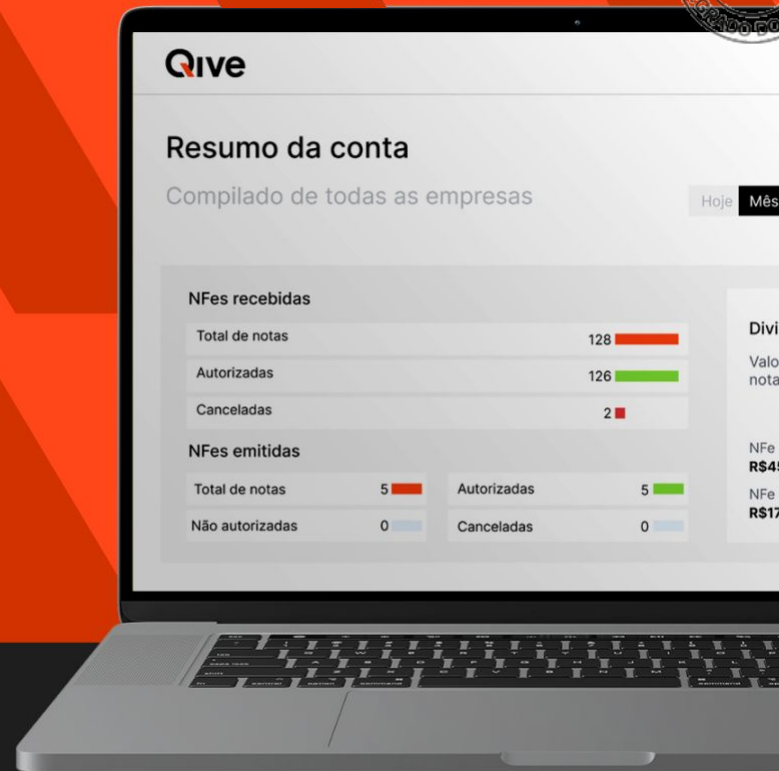 Qive
Resumo da conta
Compilado de todas as empresas
Hoje Mês
NFes recebidas
Total de notas 128
Autorizadas 126
Canceladas 2
NFes emitidas
Total de notas 5 Autorizadas 5
Não autorizadas 0 Canceladas 0
NFe
NFe